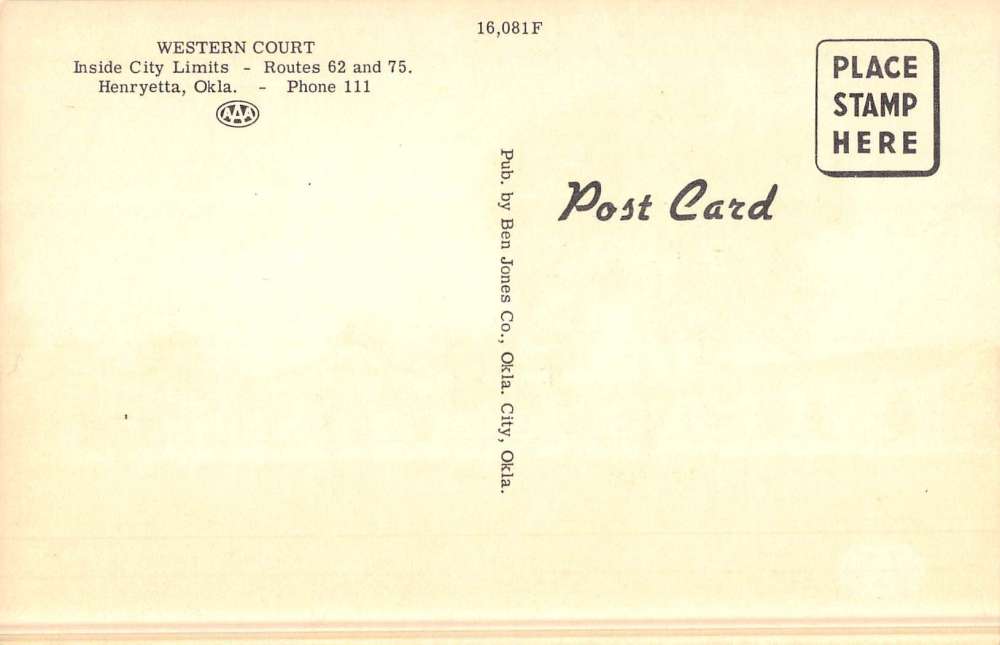 16,081F
WESTERN COURT
Inside City Limits - Routes 62 and 75.
Henryetta, Okla. - Phone 111
AAA
PLACE
STAMP
HERE
Post Card
Pub. by Ben Jones Co., Okla. City, Okla.